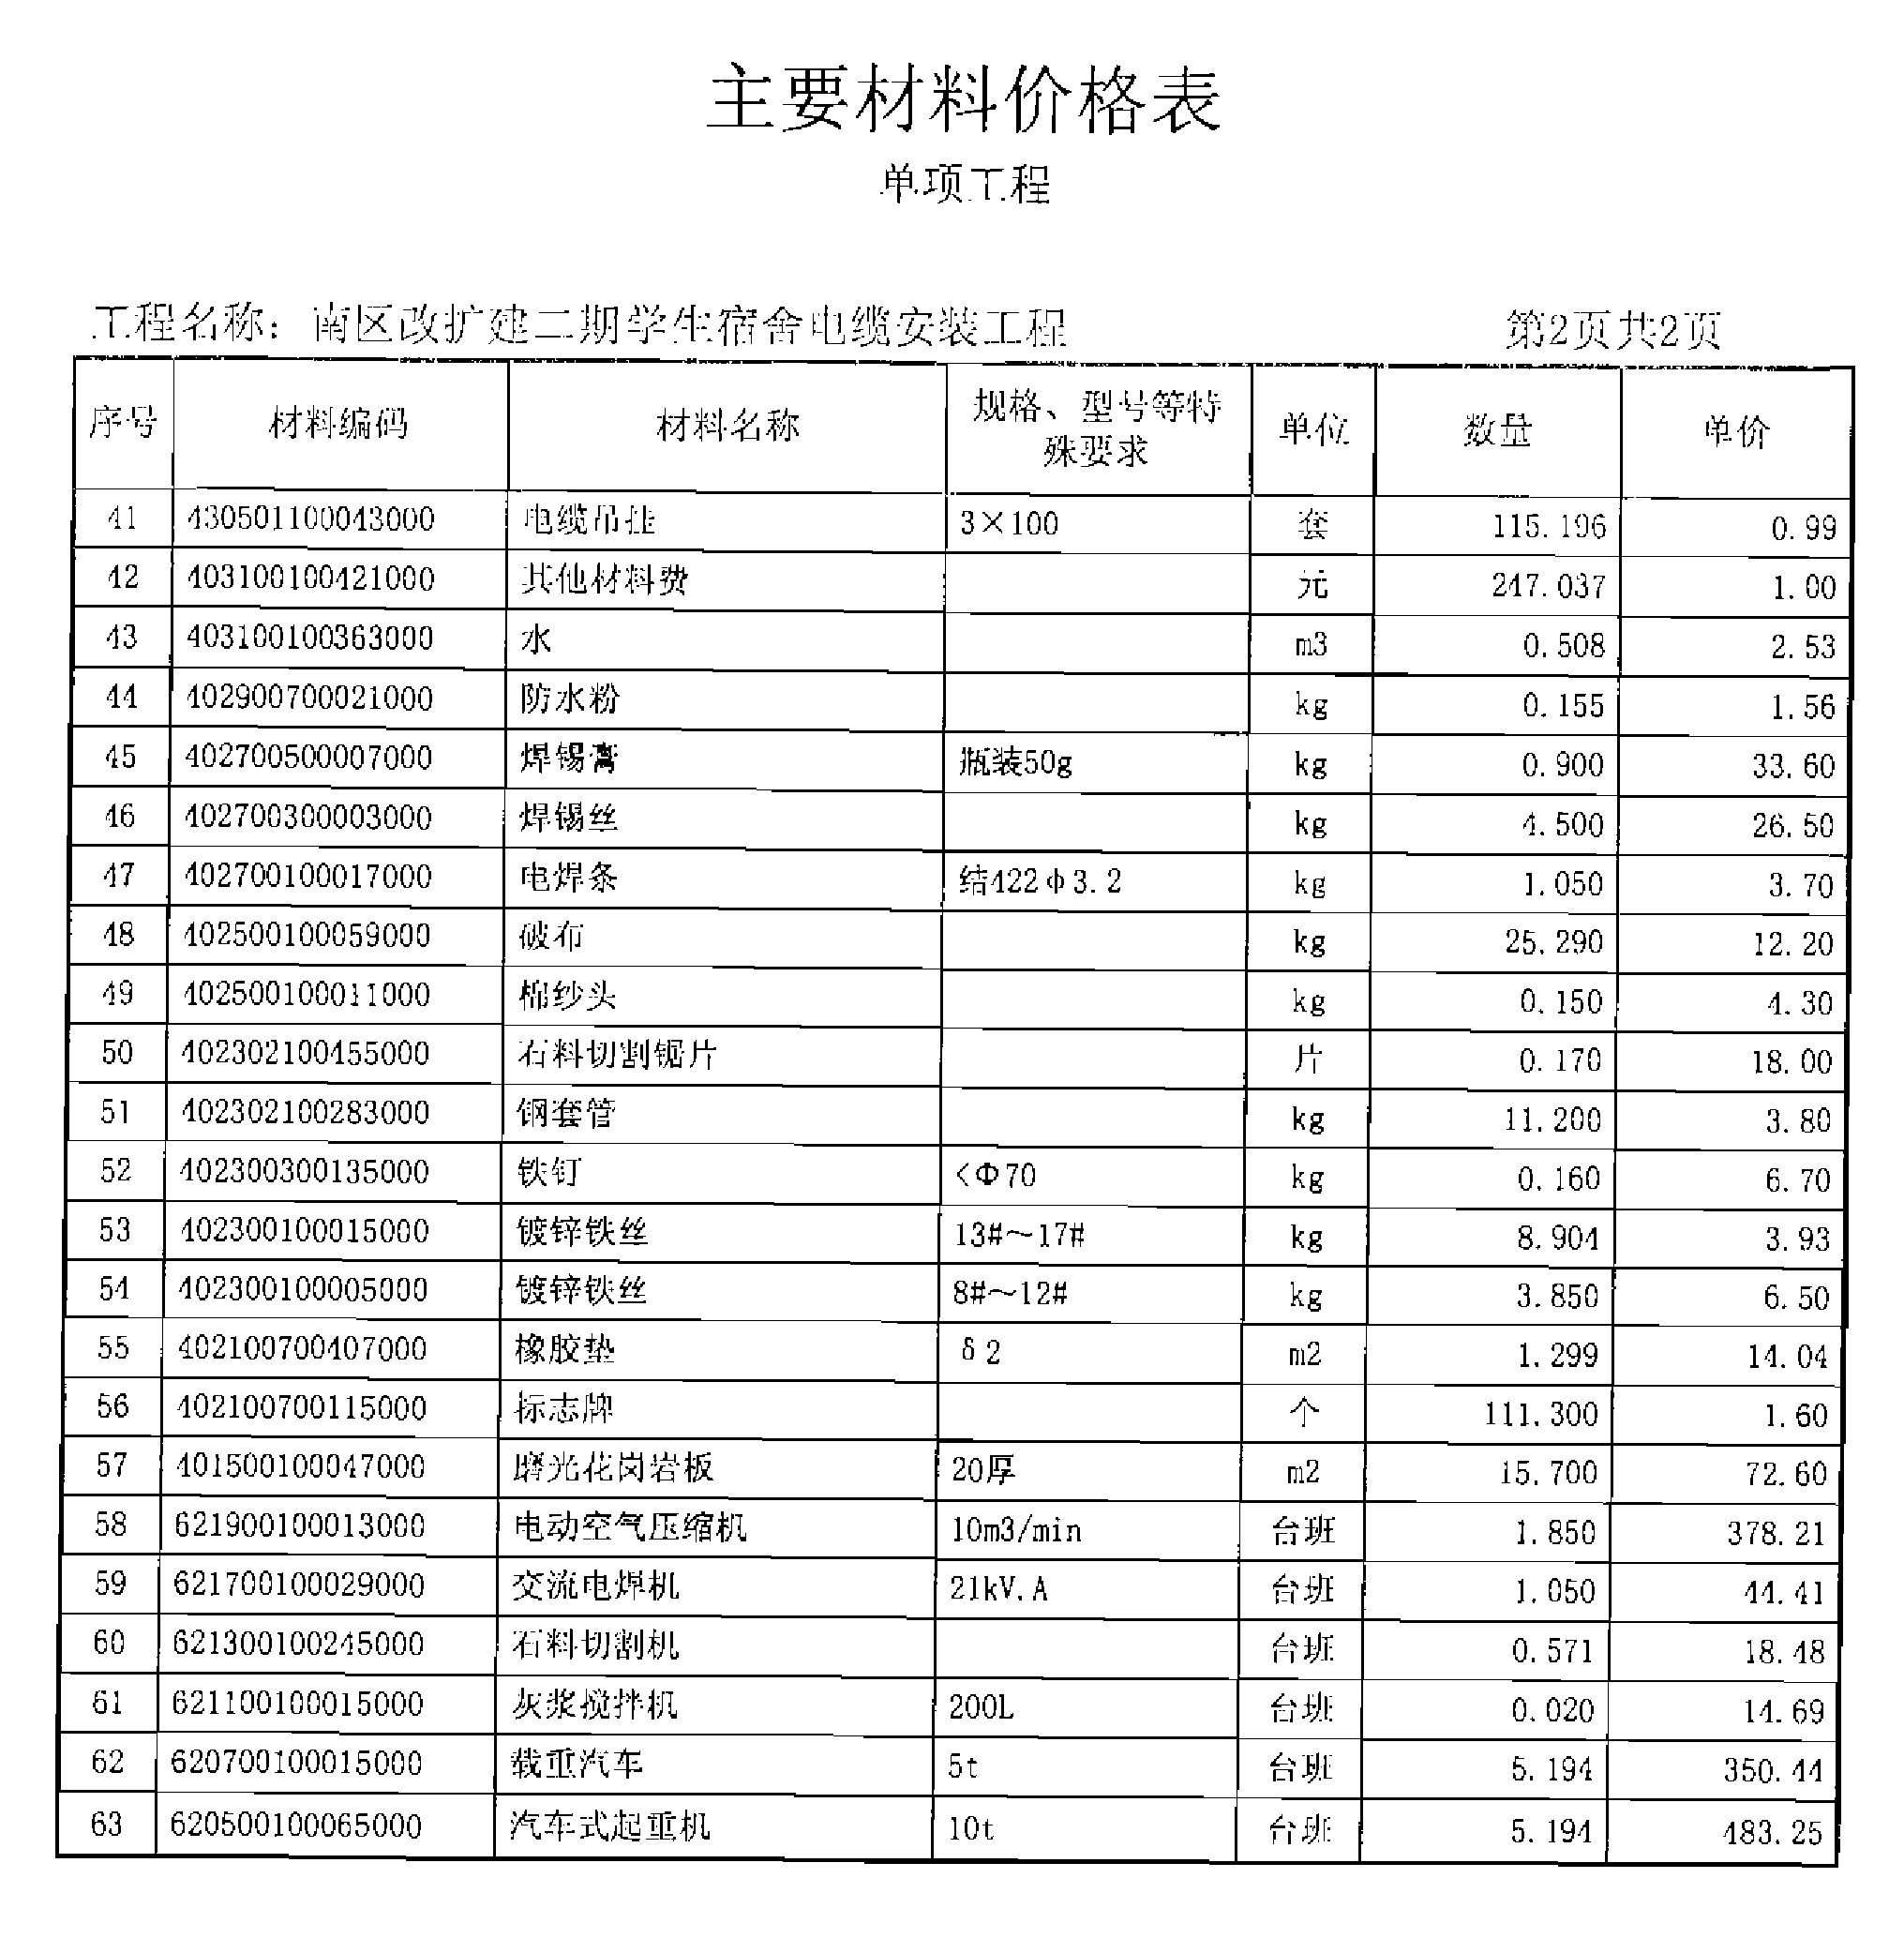 主要材料价格表
单项工程
工程名称：南区改扩建二期学生宿舍电缆安装工程 第2页共2页
序号 材料编码 材料名称 规格、型号等特殊要求 单位 数量 单价
41 430501100043000 电缆吊挂 3×100 套 115.196 0.99
42 403100100421000 其他材料费 元 247.037 1.00
43 403100100363000 水 m3 0.508 2.53
44 402900700021000 防水粉 kg 0.155 1.56
45 402700500007000 焊锡膏 瓶装50g kg 0.900 33.60
46 402700300003000 焊锡丝 kg 4.500 26.50
47 402700100017000 电焊条 结422φ3.2 kg 1.050 3.70
48 402500100059000 破布 kg 25.290 12.20
49 402500100011000 棉纱头 kg 0.150 4.30
50 402302100455000 石料切割锯片 片 0.170 18.00
51 402302100283000 钢套管 kg 11.200 3.80
52 402300300135000 铁钉 <Φ70 kg 0.160 6.70
53 402300100015000 镀锌铁丝 13#～17# kg 8.904 3.93
54 402300100005000 镀锌铁丝 8#～12# kg 3.850 6.50
55 402100700407000 橡胶垫 δ2 m2 1.299 14.04
56 402100700115000 标志牌 个 111.300 1.60
57 401500100047000 磨光花岗岩板 20厚 m2 15.700 72.60
58 621900100013000 电动空气压缩机 10m3/min 台班 1.850 378.21
59 621700100029000 交流电焊机 21kV.A 台班 1.050 44.41
60 621300100245000 石料切割机 台班 0.571 18.48
61 621100100015000 灰浆搅拌机 200L 台班 0.020 14.69
62 620700100015000 载重汽车 5t 台班 5.194 350.44
63 620500100065000 汽车式起重机 10t 台班 5.194 483.25